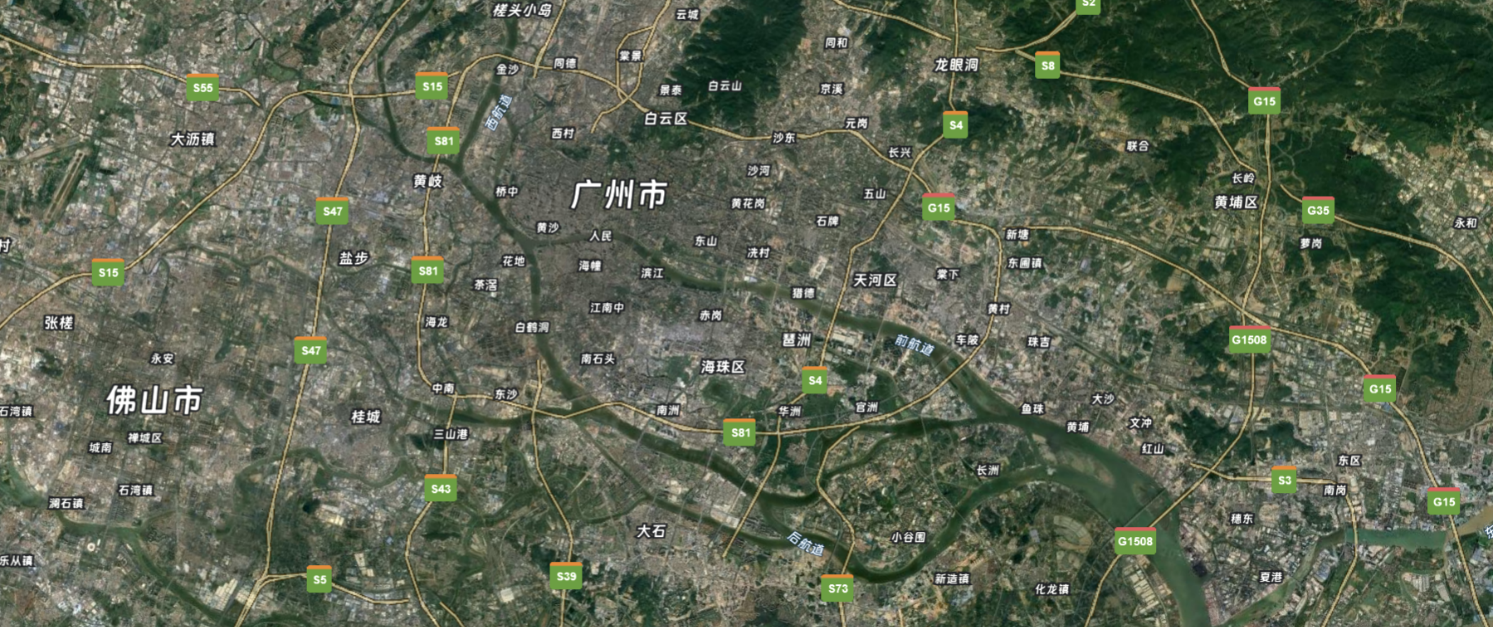 槎头小岛
云城
S2
同和
棠景
金沙
同德
龙眼洞
S8
S55
S15
景泰
白云山
京溪
G15
西航道
白云区
元岗
S4
大沥镇
S81
西村
沙东
联合
长兴
黄岐
桥中
广州市
沙河
五山
长岭
黄埔区
S47
黄花岗
石牌
G15
G35
永和
黄沙
人民
东山
新塘
萝岗
村
盐步
冼村
S15
S81
花地
海幢
滨江
天河区
棠下
东圃镇
茶滘
猎德
张槎
海龙
白鹤洞
江南中
赤岗
黄村
琶洲
前航道
车陂
珠吉
G1508
永安
S47
南石头
海珠区
S4
G15
佛山市
中南
东沙
大沙
石湾镇
桂城
南洲
华洲
官洲
鱼珠
禅城区
三山港
S81
黄埔
文冲
城南
红山
东区
石湾镇
S43
长洲
S3
南岗
澜石镇
G15
大石
后航道
小谷围
穗东
G1508
乐从镇
S5
S39
S73
新造镇
化龙镇
夏港